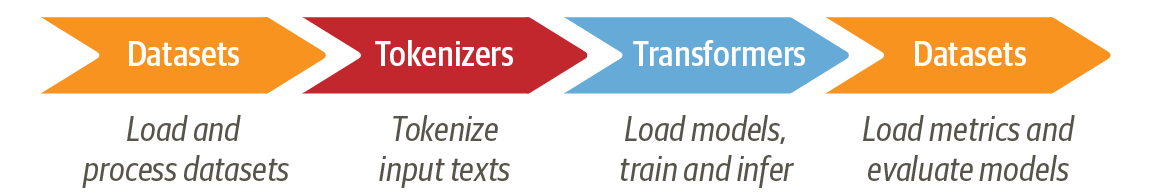 Datasets
Tokenizers
Transformers
Datasets
Load and
process datasets
Tokenize
input texts
Load models,
train and infer
Load metrics and
evaluate models